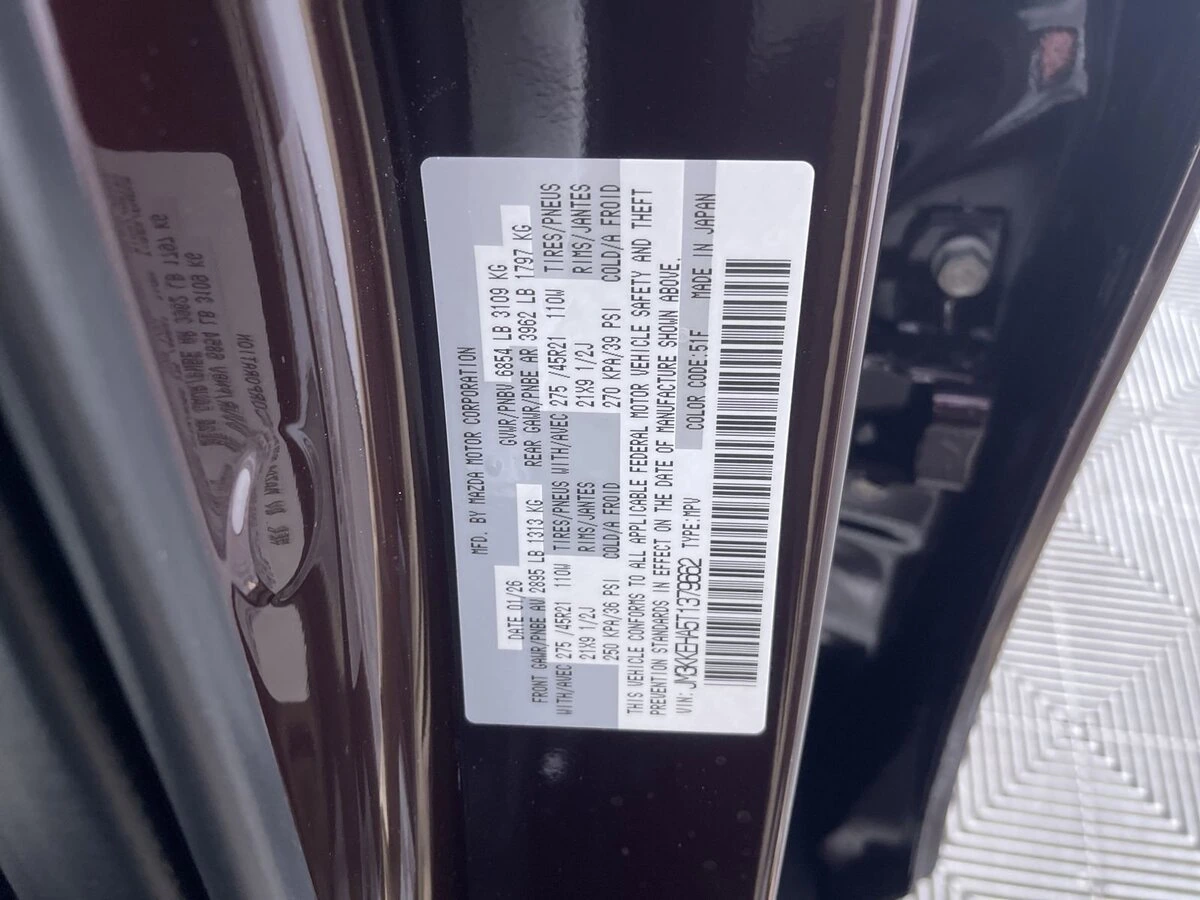 MFD. BY MAZDA MOTOR CORPORATION
DATE 01/26 GVWR/PNBV 6854 LB 3109 KG
FRONT GAWR/PNBE AV 2895 LB 1313 KG REAR GAWR/PNBE AR 3962 LB 1797 KG
WITH/AVEC 275 /45R21 110W TIRES/PNEUS WITH/AVEC 275 /45R21 110W TIRES/PNEUS
21X9 1/2J RIMS/JANTES 21X9 1/2J RIMS/JANTES
250 KPA/36 PSI COLD/A FROID 270 KPA/39 PSI COLD/A FROID
THIS VEHICLE CONFORMS TO ALL APPLICABLE FEDERAL MOTOR VEHICLE SAFETY AND THEFT
PREVENTION STANDARDS IN EFFECT ON THE DATE OF MANUFACTURE SHOWN ABOVE.
VIN: JM3KKEHA5T1379662 TYPE:MPV COLOR CODE:51F MADE IN JAPAN